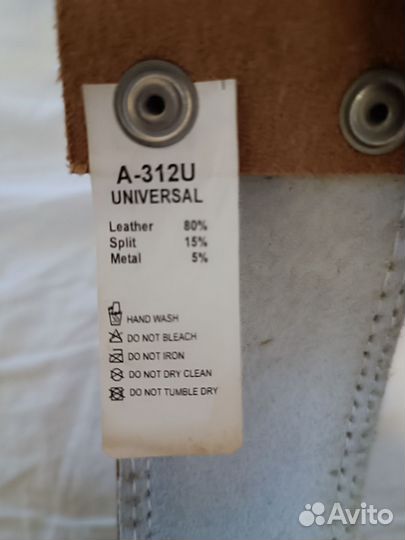 A-312U
UNIVERSAL
Leather 80%
Split 15%
Metal 5%
HAND WASH
DO NOT BLEACH
DO NOT IRON
DO NOT DRY CLEAN
DO NOT TUMBLE DRY
Avito